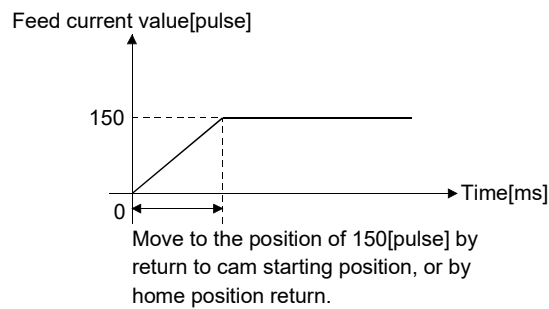 Feed current value[pulse]
150
Time[ms]
0
Move to the position of 150[pulse] by
return to cam starting position, or by
home position return.